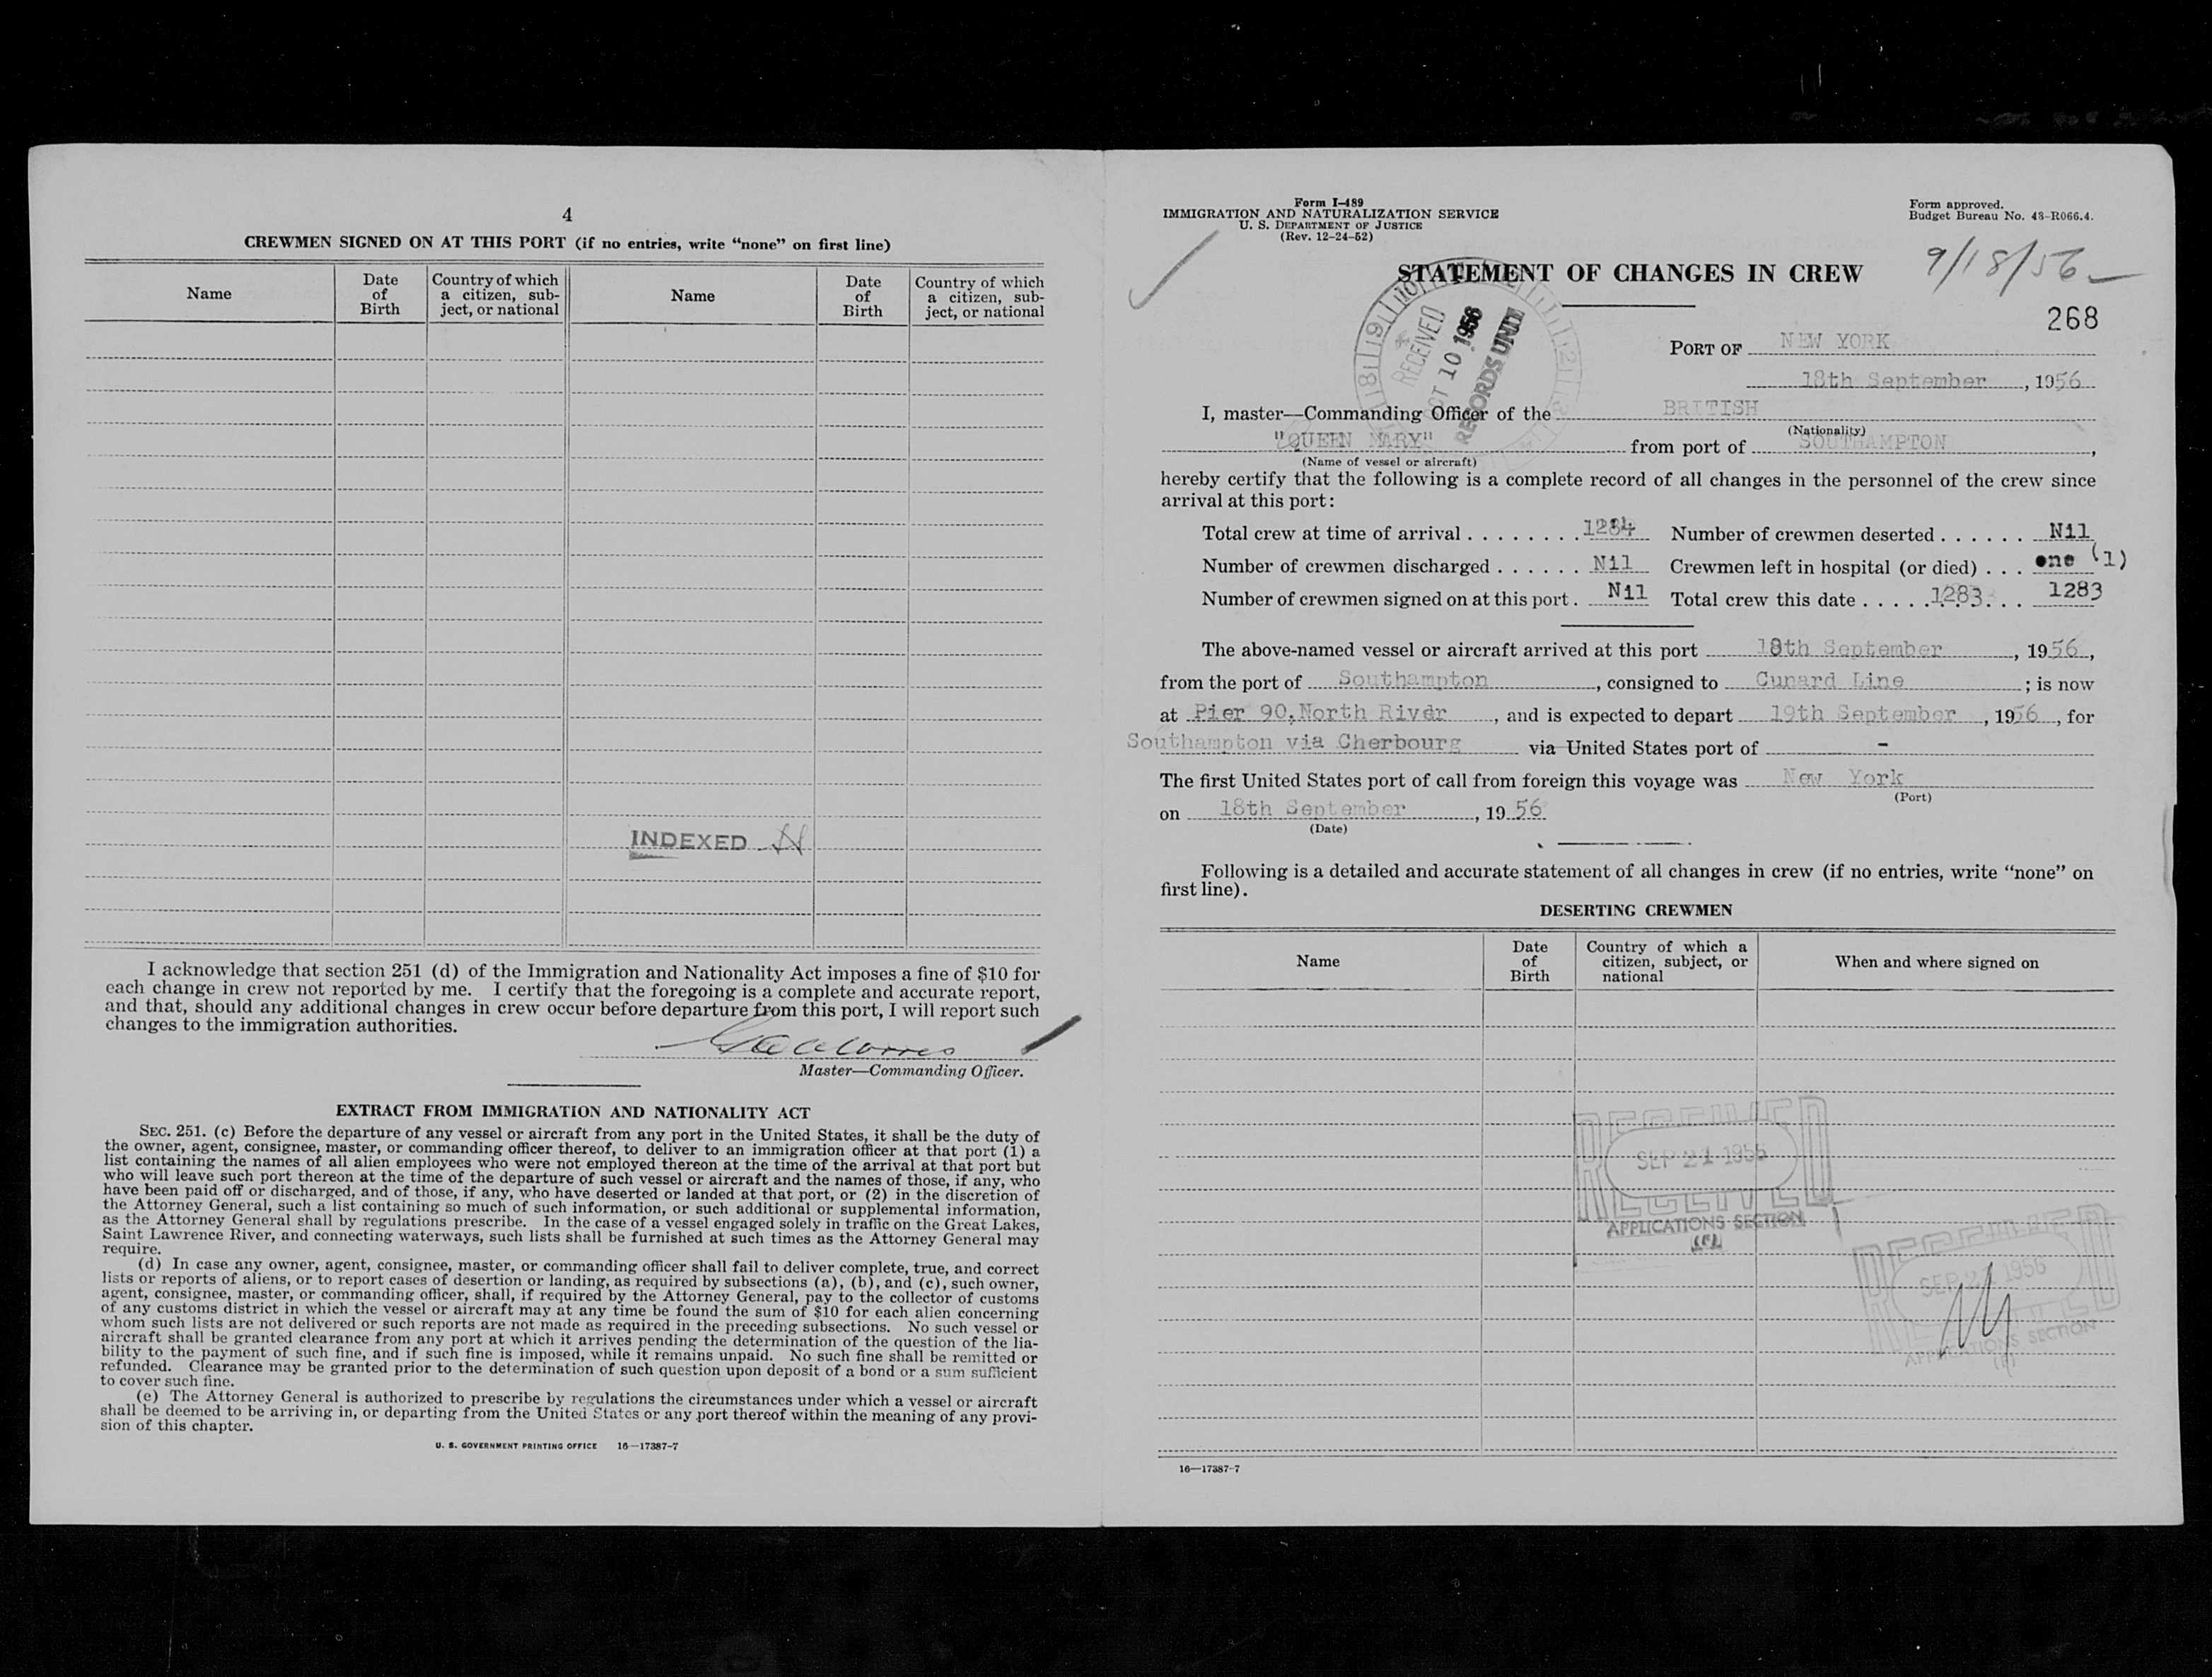 4
CREWMEN SIGNED ON AT THIS PORT (if no entries, write “none” on first line)
Name
Date of Birth
Country of which a citizen, sub-ject, or national
Name
Date of Birth
Country of which a citizen, sub-ject, or national
INDEXED
I acknowledge that section 251 (d) of the Immigration and Nationality Act imposes a fine of $10 for
each change in crew not reported by me. I certify that the foregoing is a complete and accurate report,
and that, should any additional changes in crew occur before departure from this port, I will report such
changes to the immigration authorities.
Master—Commanding Officer.
EXTRACT FROM IMMIGRATION AND NATIONALITY ACT
SEC. 251. (c) Before the departure of any vessel or aircraft from any port in the United States, it shall be the duty of
the owner, agent, consignee, master, or commanding officer thereof, to deliver to an immigration officer at that port (1) a
list containing the names of all alien employees who were not employed thereon at the time of the arrival at that port but
who will leave such port thereon at the time of the departure of such vessel or aircraft and the names of those, if any, who
have been paid off or discharged, and of those, if any, who have deserted or landed at that port, or (2) in the discretion of
the Attorney General, such a list containing so much of such information, or such additional or supplemental information,
as the Attorney General shall by regulations prescribe. In the case of a vessel engaged solely in traffic on the Great Lakes,
Saint Lawrence River, and connecting waterways, such lists shall be furnished at such times as the Attorney General may
require.
(d) In case any owner, agent, consignee, master, or commanding officer shall fail to deliver complete, true, and correct
lists or reports of aliens, or to report cases of desertion or landing, as required by subsections (a), (b), and (c), such owner,
agent, consignee, master, or commanding officer, shall, if required by the Attorney General, pay to the collector of customs
of any customs district in which the vessel or aircraft may at any time be found the sum of $10 for each alien concerning
whom such lists are not delivered or such reports are not made as required in the preceding subsections. No such vessel or
aircraft shall be granted clearance from any port at which it arrives pending the determination of the question of the lia-
bility to the payment of such fine, and if such fine is imposed, while it remains unpaid. No such fine shall be remitted or
refunded. Clearance may be granted prior to the determination of such question upon deposit of a bond or a sum sufficient
to cover such fine.
(e) The Attorney General is authorized to prescribe by regulations the circumstances under which a vessel or aircraft
shall be deemed to be arriving in, or departing from the United States or any port thereof within the meaning of any provi-
sion of this chapter.
U. S. GOVERNMENT PRINTING OFFICE 16—17387-7
Form I-489
IMMIGRATION AND NATURALIZATION SERVICE
U. S. DEPARTMENT OF JUSTICE
(Rev. 12-24-52)
Form approved.
Budget Bureau No. 43-R066.4.
9/18/56
STATEMENT OF CHANGES IN CREW
268
RECEIVED
OCT 10 1956
RECORDS UNIT
PORT OF NEW YORK
18th September, 1956
I, master—Commanding Officer of the BRITISH
(Nationality)
"QUEEN MARY" from port of SOUTHAMPTON,
(Name of vessel or aircraft)
hereby certify that the following is a complete record of all changes in the personnel of the crew since
arrival at this port:
Total crew at time of arrival . . . . . . . . 1284 Number of crewmen deserted . . . . . . Nil
Number of crewmen discharged . . . . . . Nil Crewmen left in hospital (or died) . . . one (1)
Number of crewmen signed on at this port . Nil Total crew this date . . . . . 1283 . . . 1283
The above-named vessel or aircraft arrived at this port 18th September, 1956,
from the port of Southampton, consigned to Cunard Line; is now
at Pier 90, North River, and is expected to depart 19th September, 1956, for
Southampton via Cherbourg via United States port of -
The first United States port of call from foreign this voyage was New York
(Port)
on 18th September, 1956
(Date)
Following is a detailed and accurate statement of all changes in crew (if no entries, write “none” on
first line).
DESERTING CREWMEN
Name
Date of Birth
Country of which a citizen, subject, or national
When and where signed on
RECEIVED
SEP 21 1956
RECEIVED
APPLICATIONS SECTION
RECEIVED
SEP 21 1956
RECEIVED
APPLICATIONS SECTION
16—17387-7